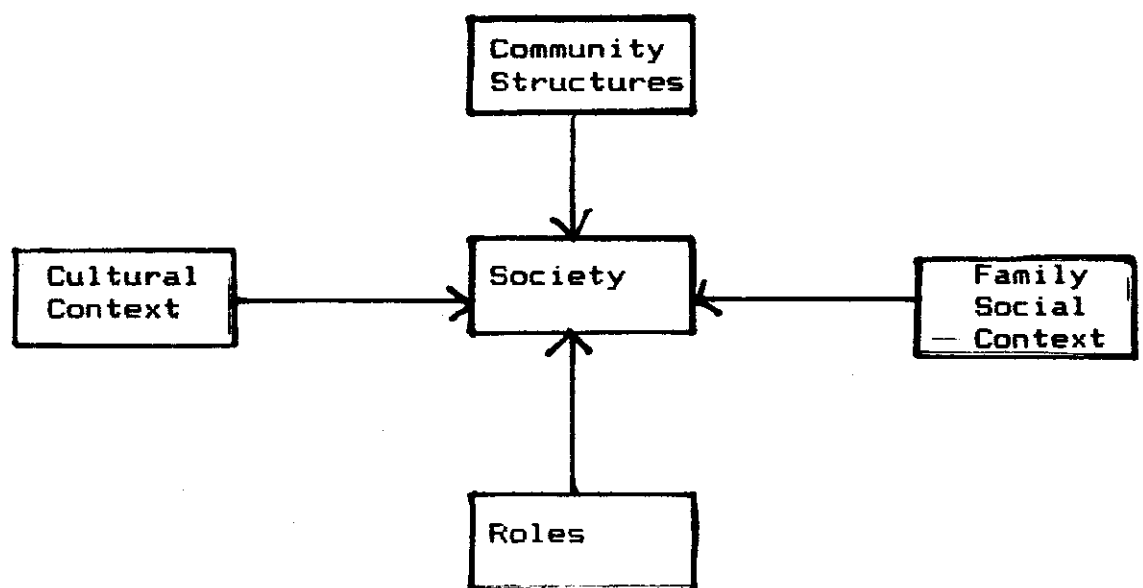 Community
Structures
Cultural
Context
Society
Family
Social
Context
Roles